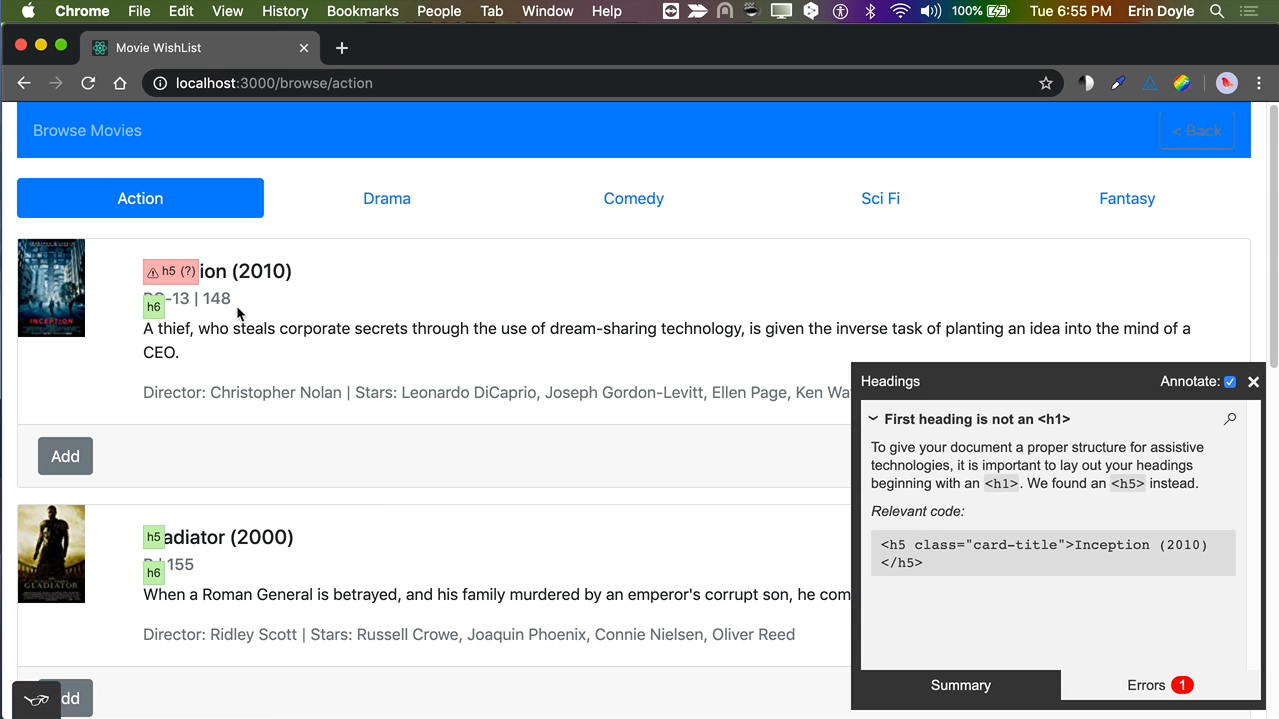 Chrome File Edit View History Bookmarks People Tab Window Help 100% Tue 6:55 PM Erin Doyle
Movie WishList
localhost:3000/browse/action
Browse Movies
< Back
Action Drama Comedy Sci Fi Fantasy
INCEPTION
h5 (?) ion (2010)
h6 -13 | 148
A thief, who steals corporate secrets through the use of dream-sharing technology, is given the inverse task of planting an idea into the mind of a
CEO.
Director: Christopher Nolan | Stars: Leonardo DiCaprio, Joseph Gordon-Levitt, Ellen Page, Ken Wa
Add
GLADIATOR
h5 adiator (2000)
h6 | 155
When a Roman General is betrayed, and his family murdered by an emperor's corrupt son, he com
Director: Ridley Scott | Stars: Russell Crowe, Joaquin Phoenix, Connie Nielsen, Oliver Reed
dd
Headings Annotate:
First heading is not an <h1>
To give your document a proper structure for assistive
technologies, it is important to lay out your headings
beginning with an <h1>. We found an <h5> instead.
Relevant code:
<h5 class="card-title">Inception (2010)
</h5>
Summary Errors 1